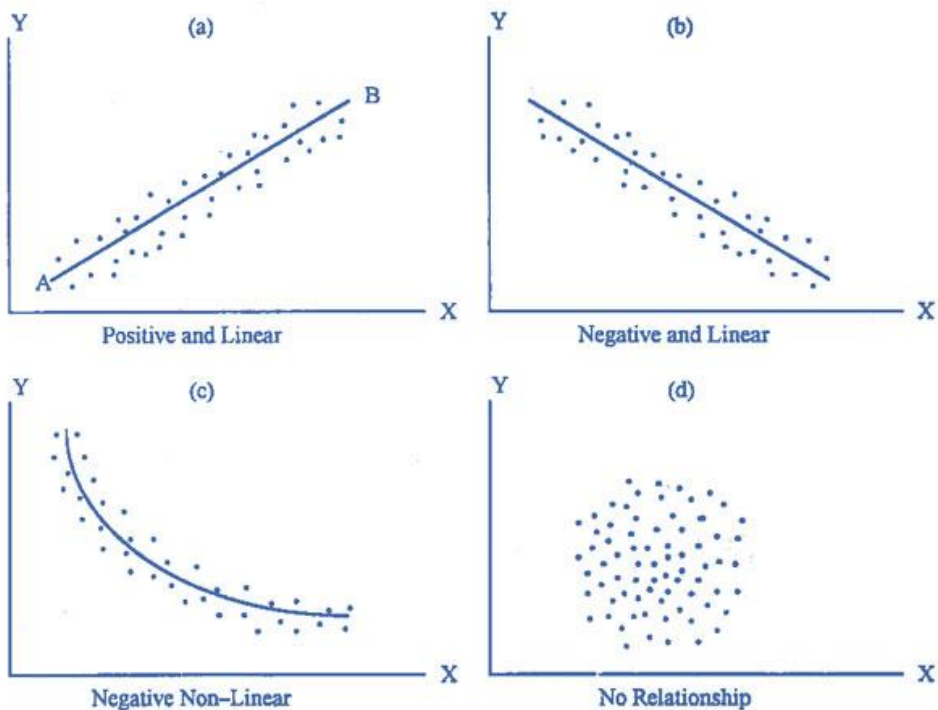 Y
(a)
B
A
X
Positive and Linear
Y
(b)
X
Negative and Linear
Y
(c)
X
Negative Non–Linear
Y
(d)
X
No Relationship